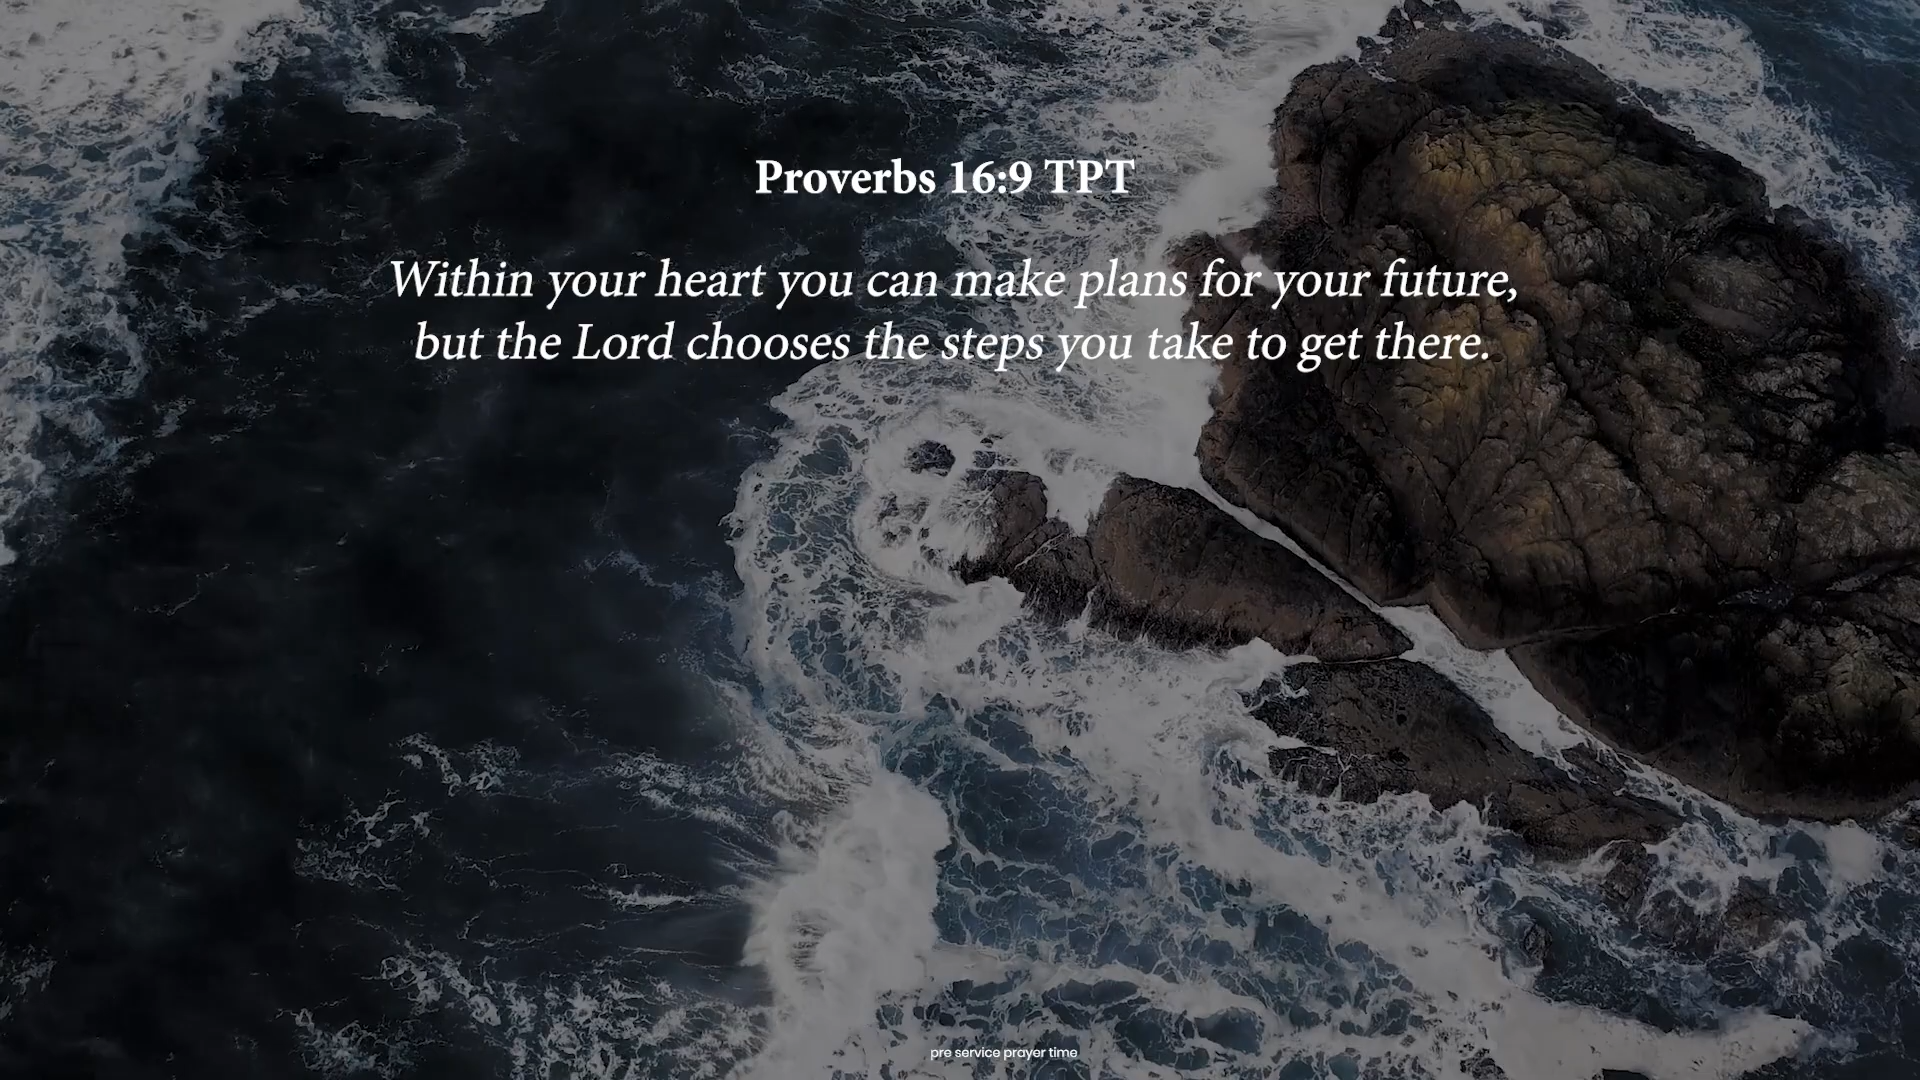 Proverbs 16:9 TPT
Within your heart you can make plans for your future,
but the Lord chooses the steps you take to get there.
pre service prayer time